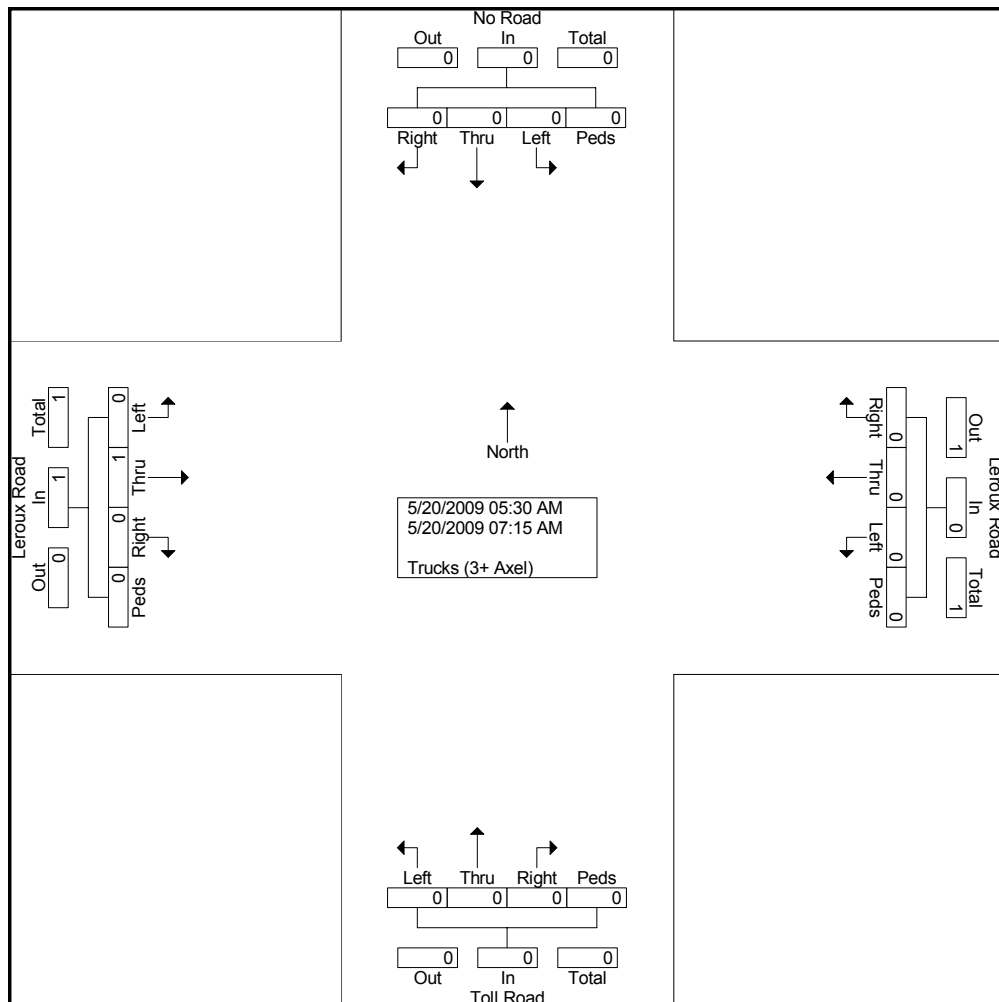 No Road
Out In Total
0 0 0
0 0 0 0
Right Thru Left Peds
Leroux Road
Total In Out
1 1 0
0 1 0 0
Left Thru Right Peds
North
5/20/2009 05:30 AM
5/20/2009 07:15 AM
Trucks (3+ Axel)
Right Thru Left Peds
0 0 0 0
Out In Total
1 0 1
Leroux Road
Left Thru Right Peds
0 0 0 0
0 0 0
Out In Total
Toll Road